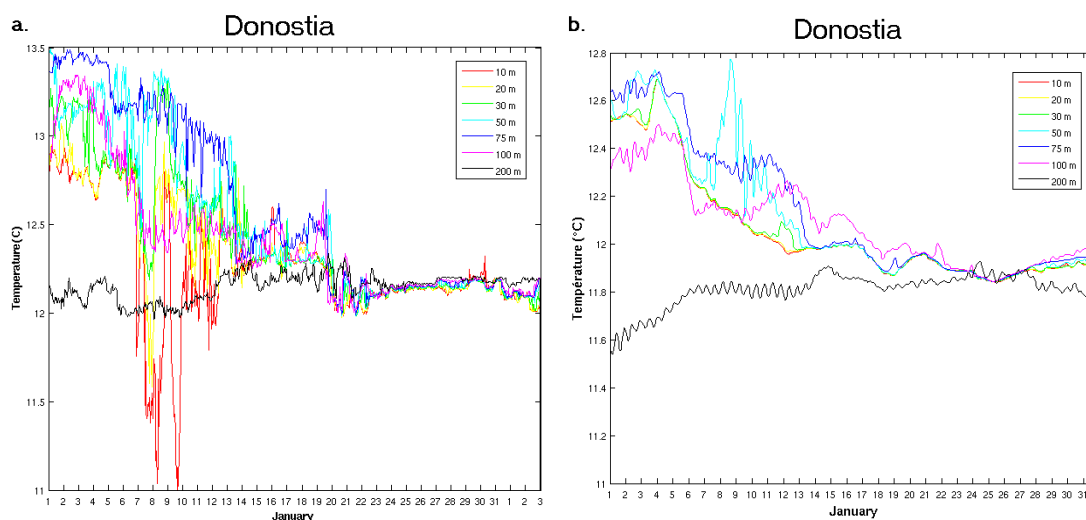 a.
Donostia
13.5
13
12.5
12
11.5
11
Temperature(C)
10 m
20 m
30 m
50 m
75 m
100 m
200 m
1 2 3 4 5 6 7 8 9 10 11 12 13 14 15 16 17 18 19 20 21 22 23 24 25 26 27 28 29 30 31 1 2 3
January
b.
Donostia
12.8
12.6
12.4
12.2
12
11.8
11.6
11.4
11.2
11
Température (°C)
10 m
20 m
30 m
50 m
75 m
100 m
200 m
1 2 3 4 5 6 7 8 9 10 11 12 13 14 15 16 17 18 19 20 21 22 23 24 25 26 27 28 29 30 31
January